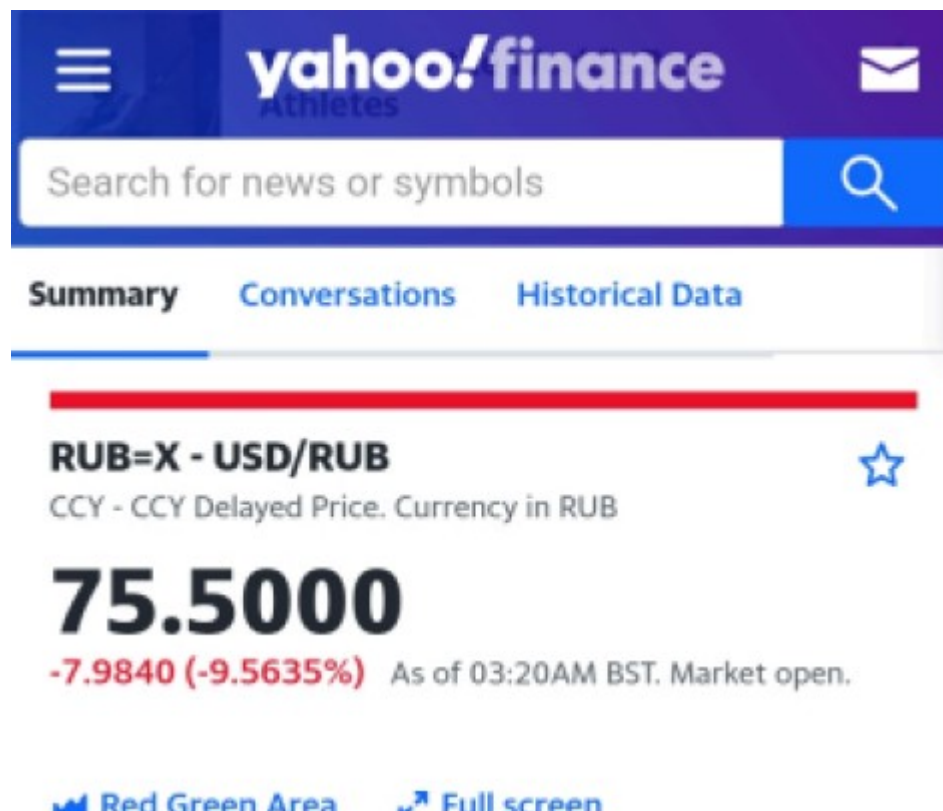 yahoo!finance
Athletes
Search for news or symbols
Summary Conversations Historical Data
RUB=X - USD/RUB
CCY - CCY Delayed Price. Currency in RUB
75.5000
-7.9840 (-9.5635%) As of 03:20AM BST. Market open.
Red Green Area Full screen